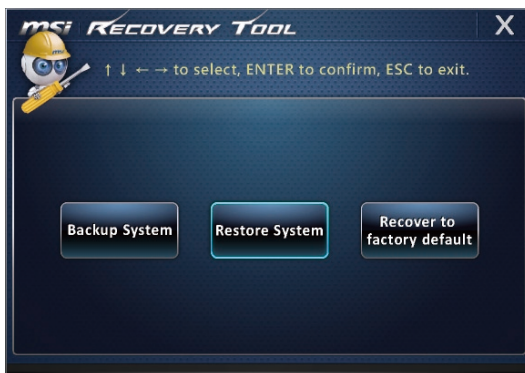 msi RECOVERY TOOL X
↑ ↓ ← → to select, ENTER to confirm, ESC to exit.
Backup System
Restore System
Recover to
factory default